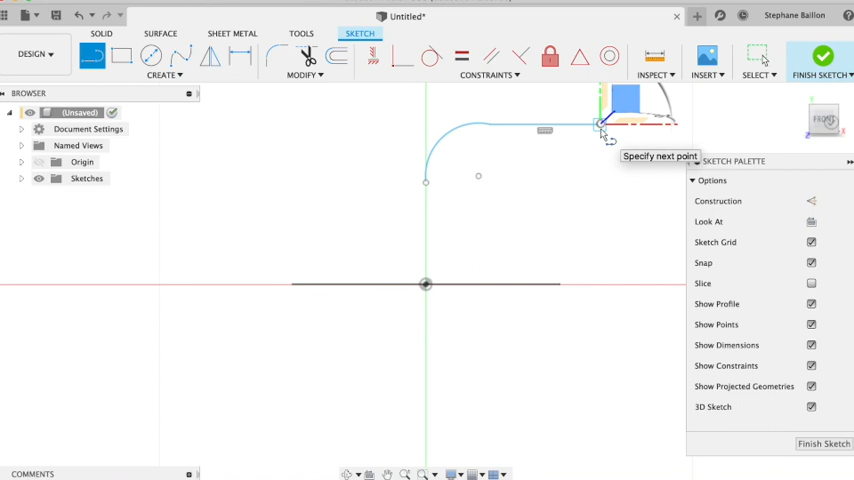 Untitled*
Stephane Baillon
SOLID SURFACE SHEET METAL TOOLS SKETCH
DESIGN
CREATE MODIFY CONSTRAINTS INSPECT INSERT SELECT FINISH SKETCH
BROWSER
(Unsaved)
Document Settings
Named Views
Origin
Sketches
Specify next point
FRONT
Y
X
Z
SKETCH PALETTE
Options
Construction
Look At
Sketch Grid
Snap
Slice
Show Profile
Show Points
Show Dimensions
Show Constraints
Show Projected Geometries
3D Sketch
Finish Sketch
COMMENTS